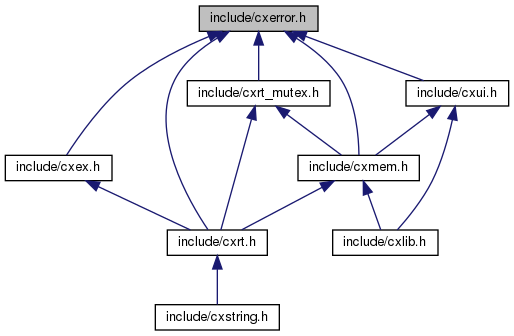 include/cxerror.h
include/cxrt_mutex.h
include/cxui.h
include/cxex.h
include/cxmem.h
include/cxrt.h
include/cxlib.h
include/cxstring.h